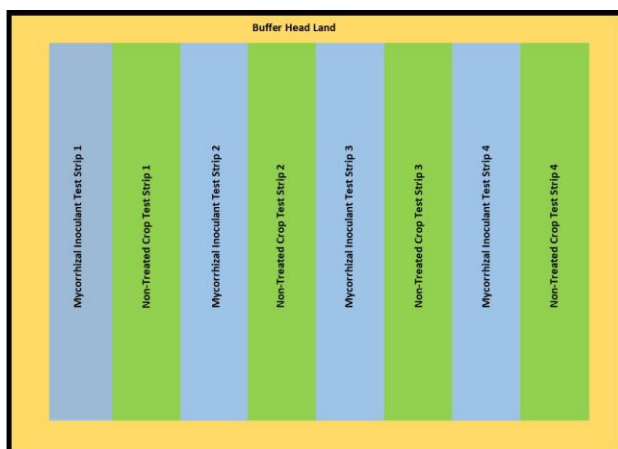 Buffer Head Land
Mycorrhizal Inoculant Test Strip 1
Non-Treated Crop Test Strip 1
Mycorrhizal Inoculant Test Strip 2
Non-Treated Crop Test Strip 2
Mycorrhizal Inoculant Test Strip 3
Non-Treated Crop Test Strip 3
Mycorrhizal Inoculant Test Strip 4
Non-Treated Crop Test Strip 4